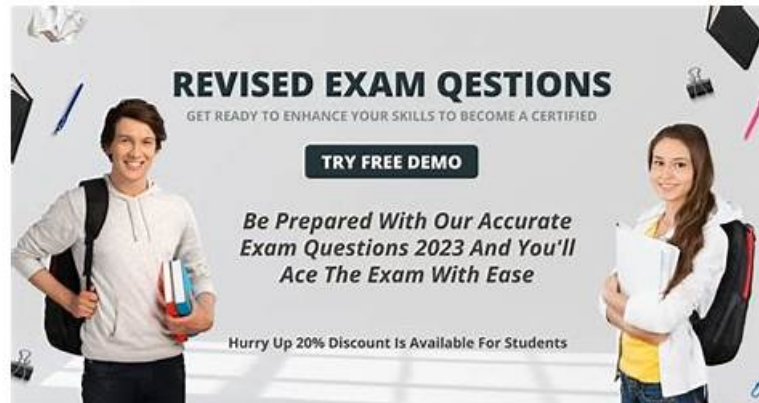 REVISED EXAM QESTIONS
GET READY TO ENHANCE YOUR SKILLS TO BECOME A CERTIFIED
TRY FREE DEMO
Be Prepared With Our Accurate
Exam Questions 2023 And You'll
Ace The Exam With Ease
Hurry Up 20% Discount Is Available For Students